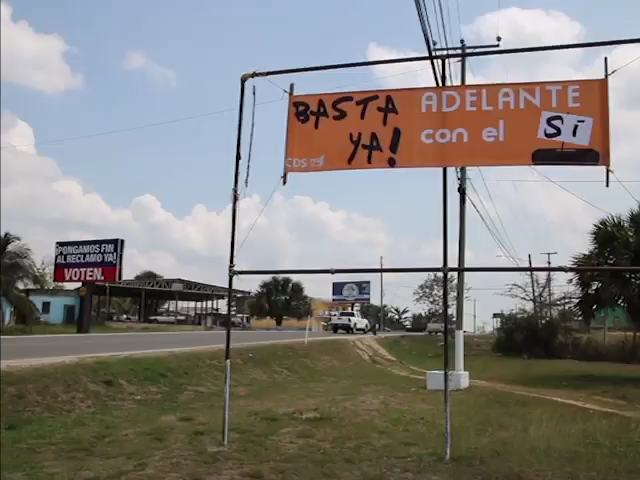 BASTA
YA!
ADELANTE
con el Sí
CDS
¡PONGAMOS FIN
AL RECLAMO YA!
VOTEN.